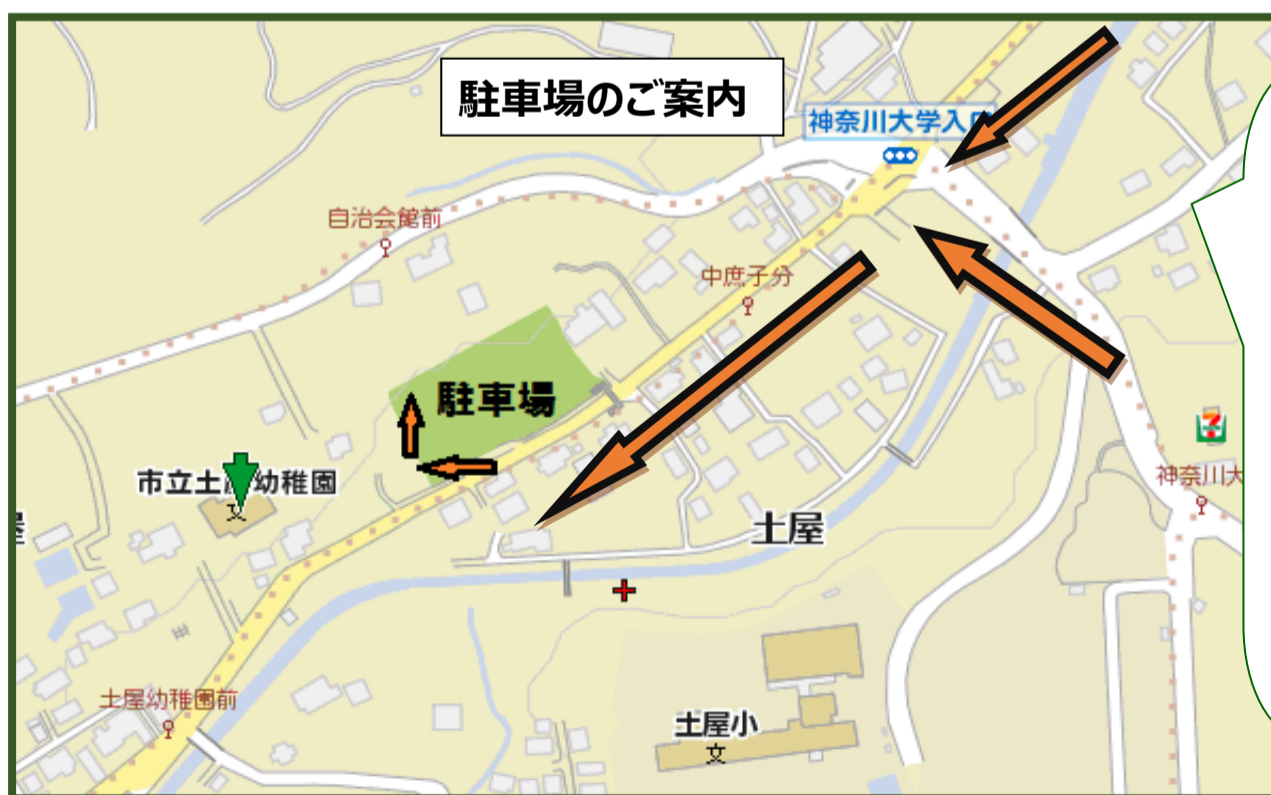 駐車場のご案内
神奈川大学入口
自治会館前
中庶子分
駐車場
市立土屋幼稚園
7
神奈川大
土屋
屋
土屋幼稚園前
土屋小